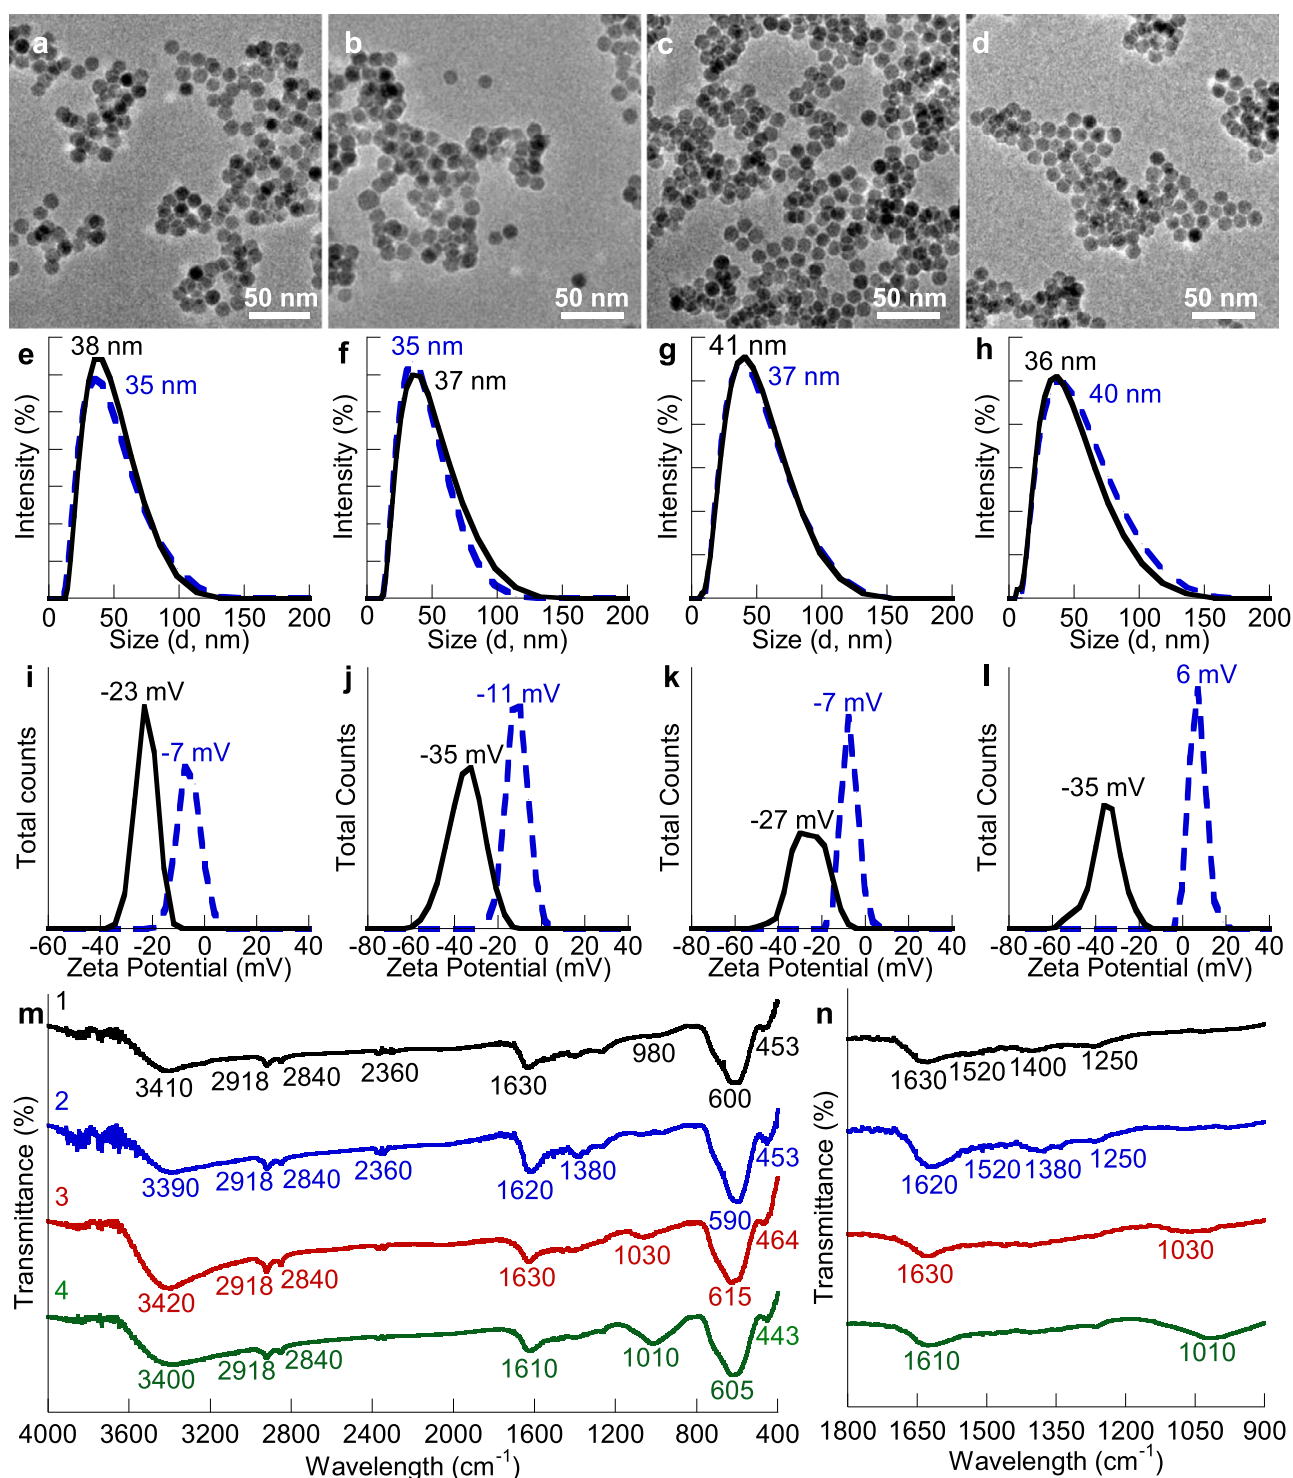 a
b
c
d
50 nm
50 nm
50 nm
50 nm
e
38 nm
35 nm
Intensity (%)
0 50 100 150 200
Size (d, nm)
f
35 nm
37 nm
Intensity (%)
0 50 100 150 200
Size (d, nm)
g
41 nm
37 nm
Intensity (%)
0 50 100 150 200
Size (d, nm)
h
36 nm
40 nm
Intensity (%)
0 50 100 150 200
Size (d, nm)
i
-23 mV
-7 mV
Total counts
-60 -40 -20 0 20 40
Zeta Potential (mV)
j
-11 mV
-35 mV
Total Counts
-80 -60 -40 -20 0 20 40
Zeta Potential (mV)
k
-7 mV
-27 mV
Total Counts
-80 -60 -40 -20 0 20 40
Zeta Potential (mV)
l
6 mV
-35 mV
Total Counts
-80 -60 -40 -20 0 20 40
Zeta Potential (mV)
m
1
3410 2918 2840 2360 1630 980 600 453
2
3390 2918 2840 2360 1620 1380 590 453
3
3420 2918 2840 1630 1030 615 464
4
3400 2918 2840 1610 1010 605 443
Transmittance (%)
4000 3600 3200 2800 2400 2000 1600 1200 800 400
Wavelength (cm⁻¹)
n
1630 1520 1400 1250
1620 1520 1380 1250
1630 1030
1610 1010
Transmittance (%)
1800 1650 1500 1350 1200 1050 900
Wavelength (cm⁻¹)